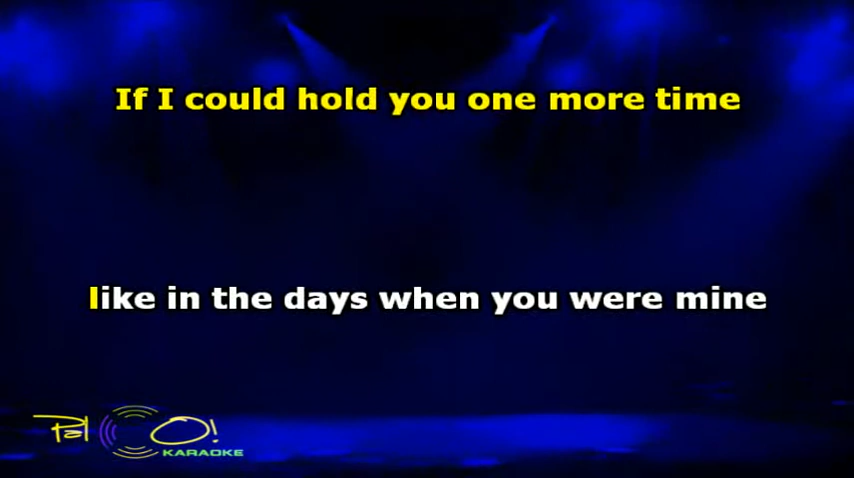 If I could hold you one more time
like in the days when you were mine
KARAOKE